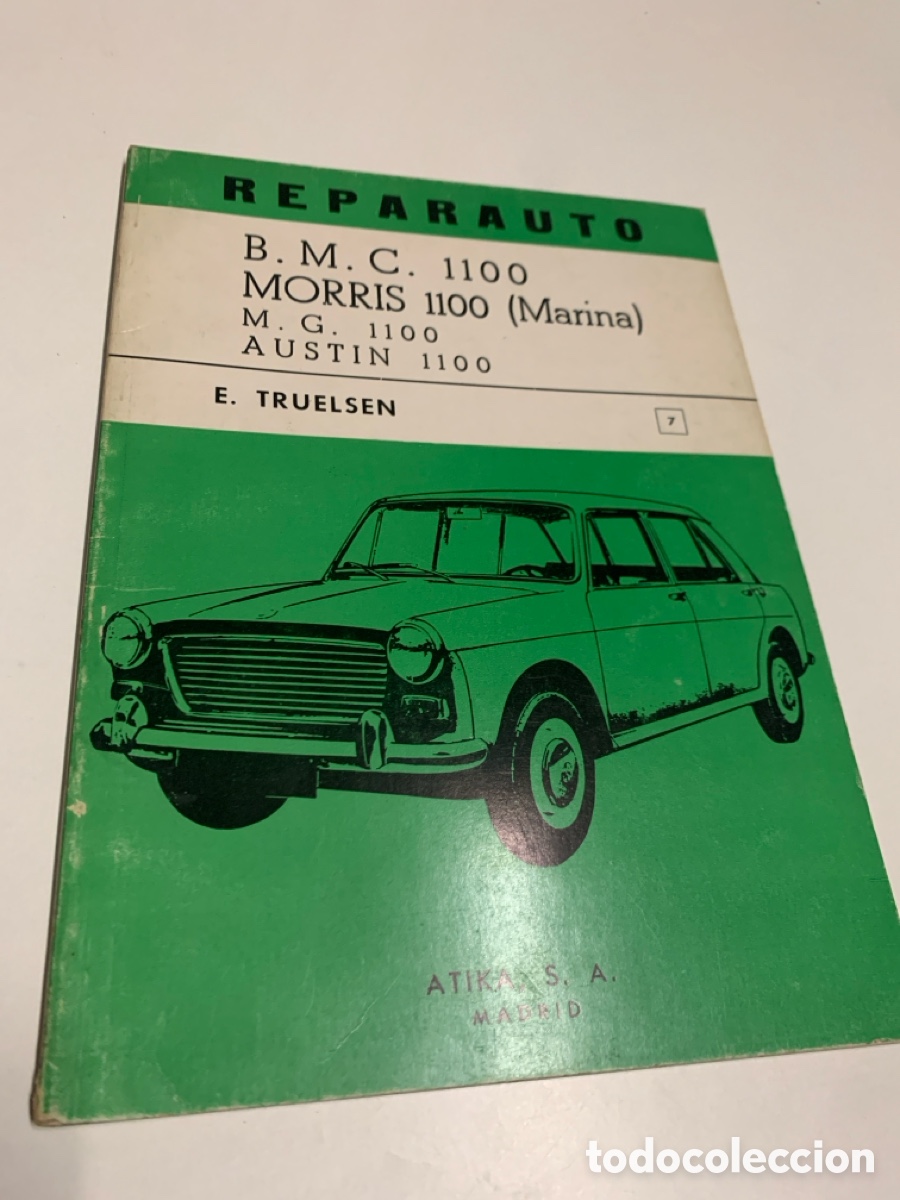 REPARAUTO
B. M. C. 1100
MORRIS 1100 (Marina)
M. G. 1100
AUSTIN 1100
E. TRUELSEN
7
ATIKA, S. A.
MADRID
todocoleccion